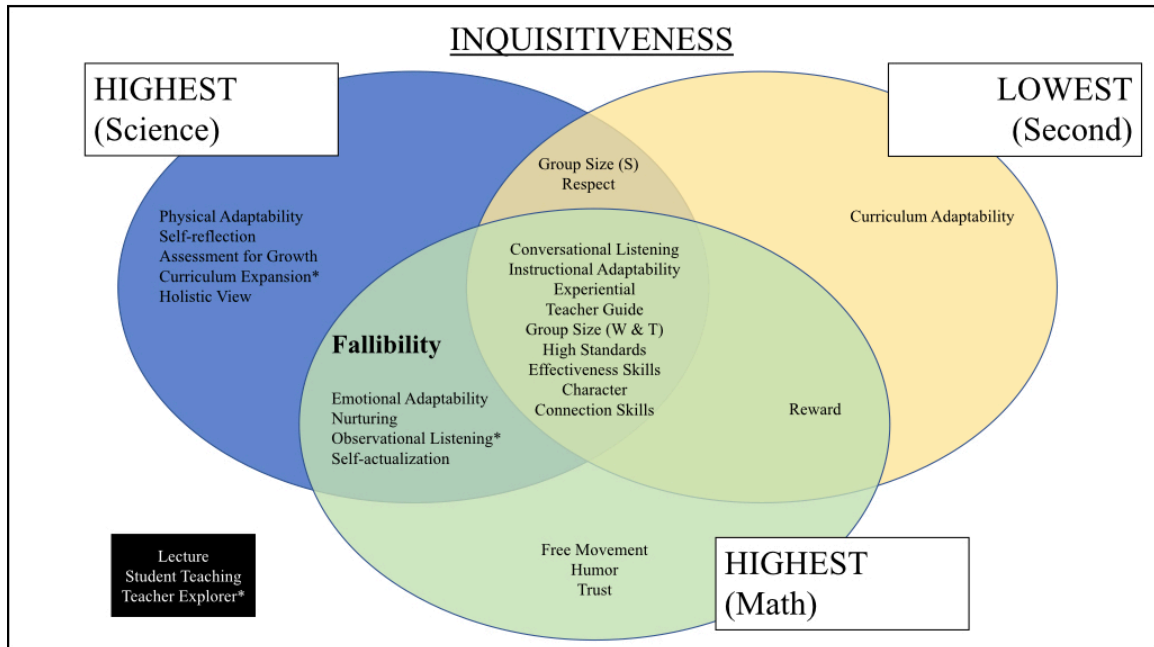 INQUISITIVENESS
HIGHEST
(Science)
LOWEST
(Second)
Group Size (S)
Respect
Physical Adaptability
Self-reflection
Assessment for Growth
Curriculum Expansion*
Holistic View
Curriculum Adaptability
Conversational Listening
Instructional Adaptability
Experiential
Teacher Guide
Group Size (W & T)
High Standards
Effectiveness Skills
Character
Connection Skills
Fallibility
Emotional Adaptability
Nurturing
Observational Listening*
Self-actualization
Reward
Lecture
Student Teaching
Teacher Explorer*
Free Movement
Humor
Trust
HIGHEST
(Math)